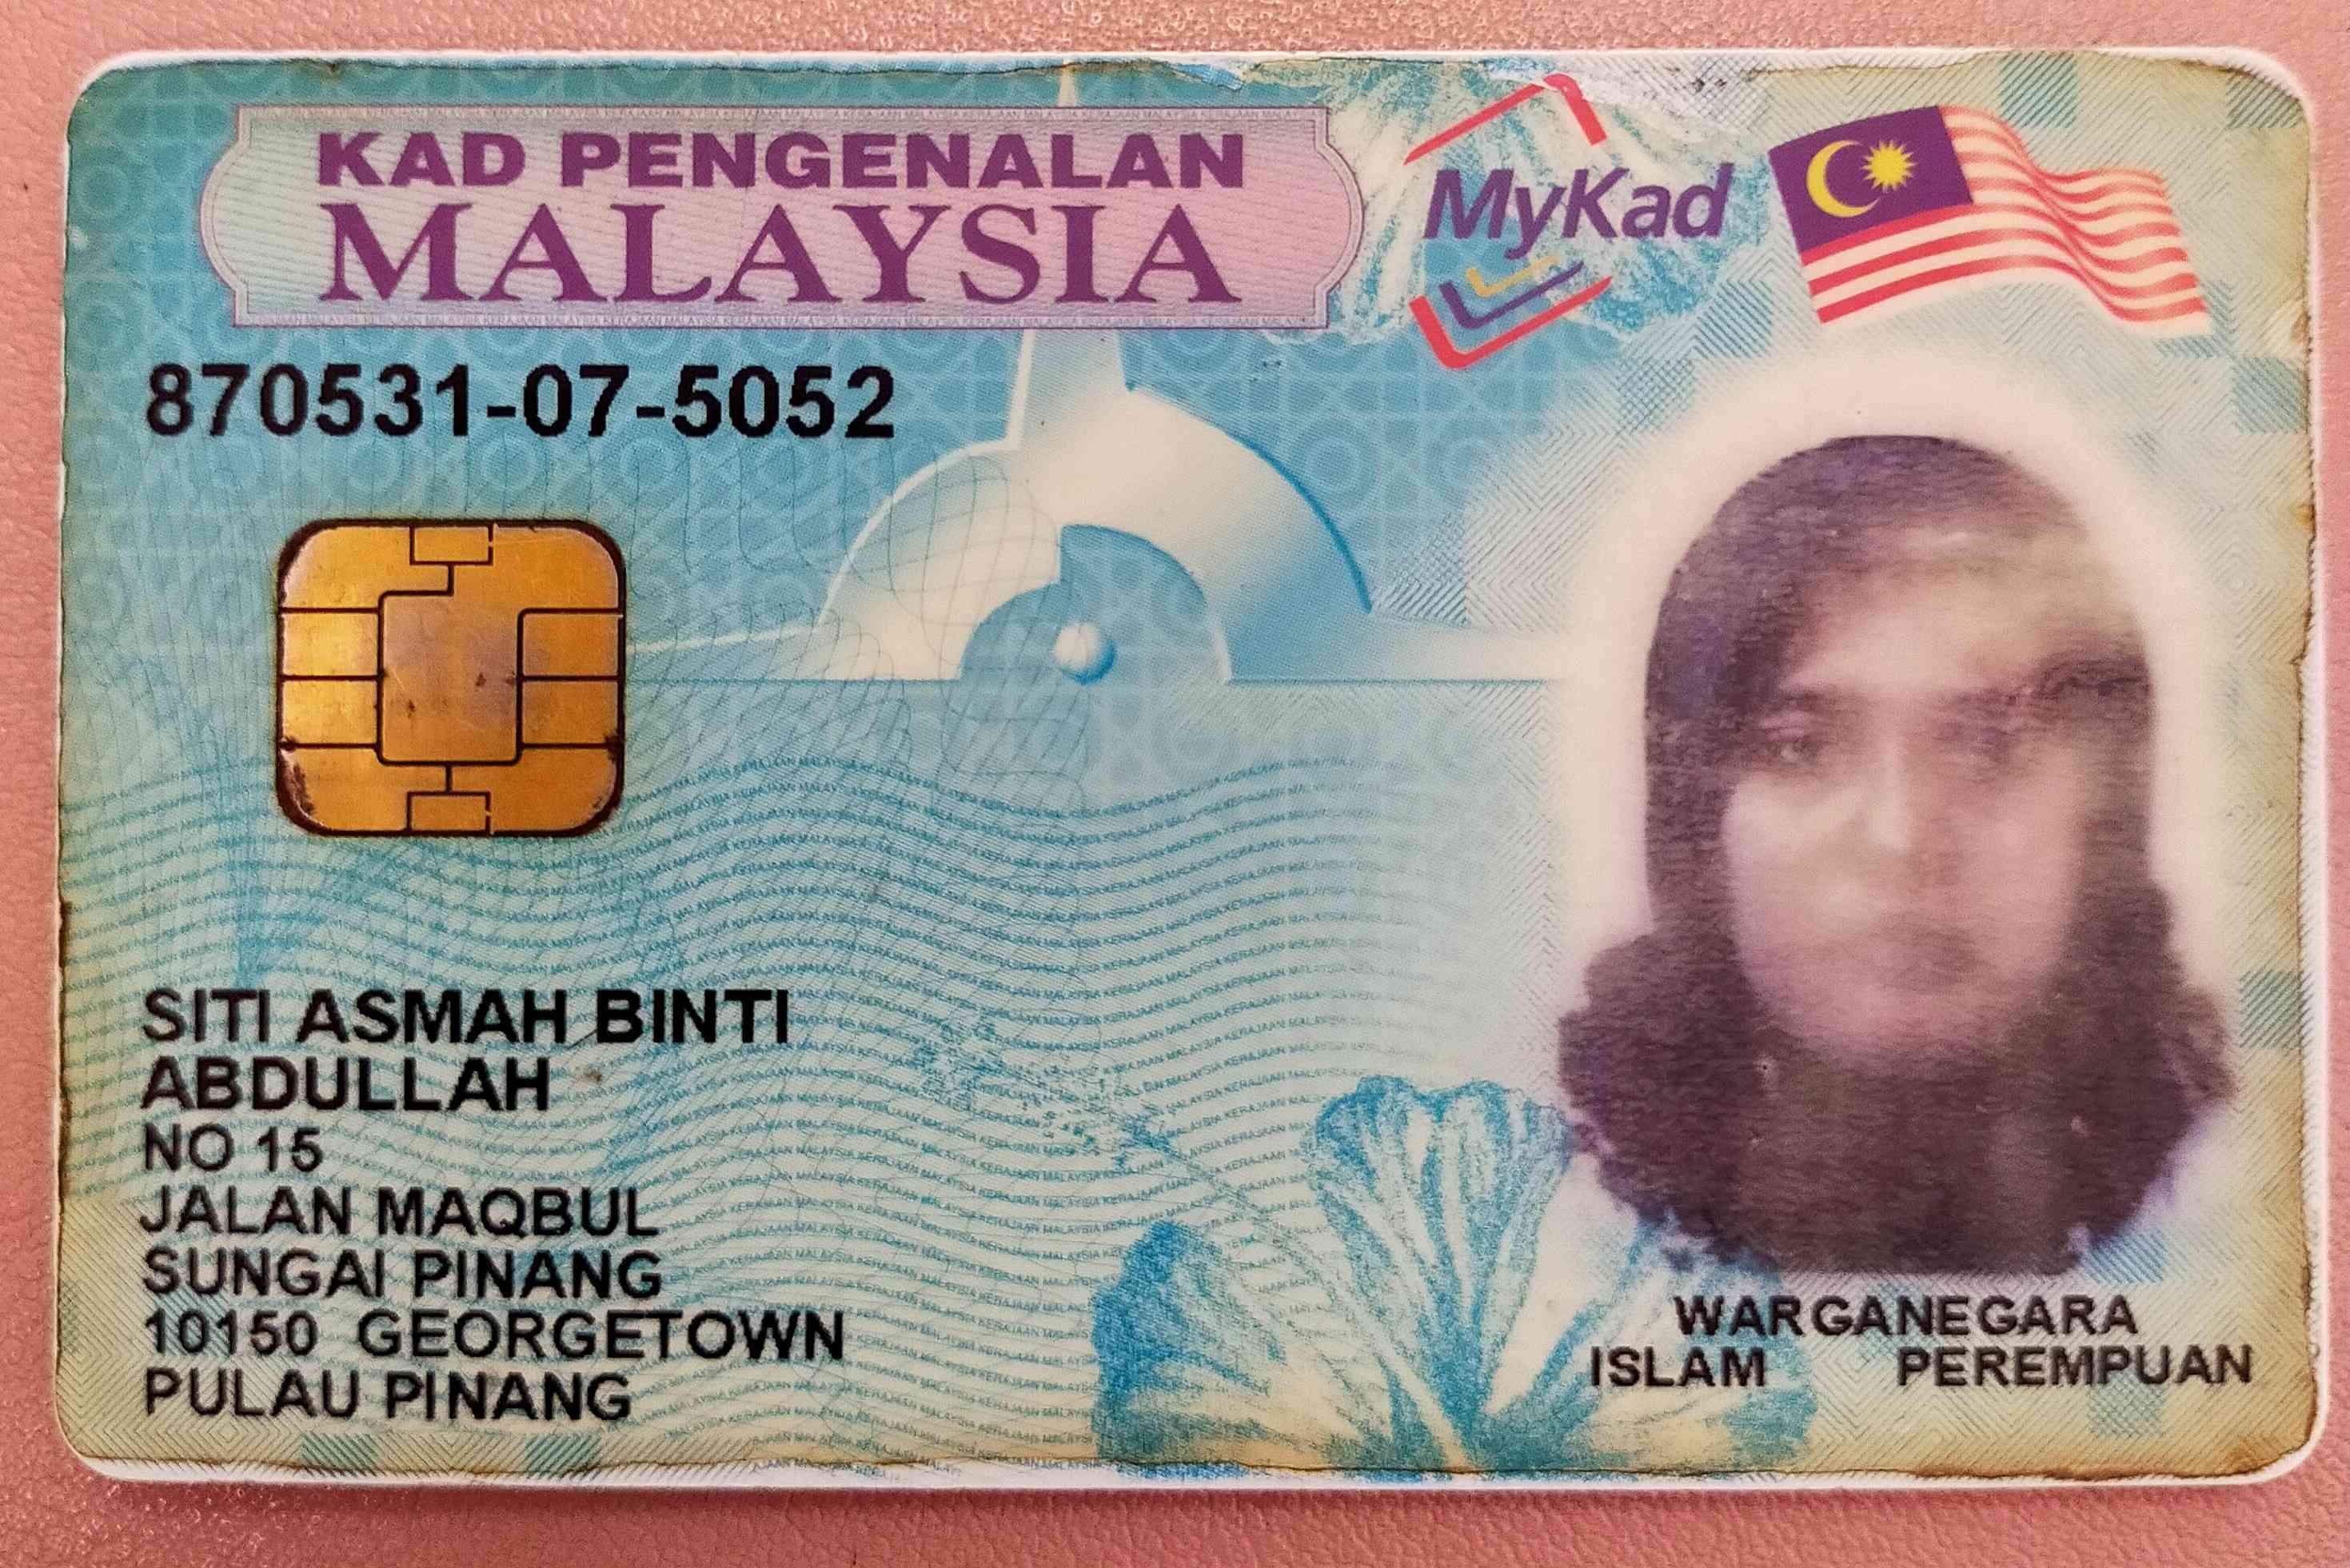 KAD PENGENALAN
MALAYSIA
MyKad
870531-07-5052
SITI ASMAH BINTI
ABDULLAH
NO 15
JALAN MAQBUL
SUNGAI PINANG
10150 GEORGETOWN
PULAU PINANG
WARGANEGARA
ISLAM PEREMPUAN